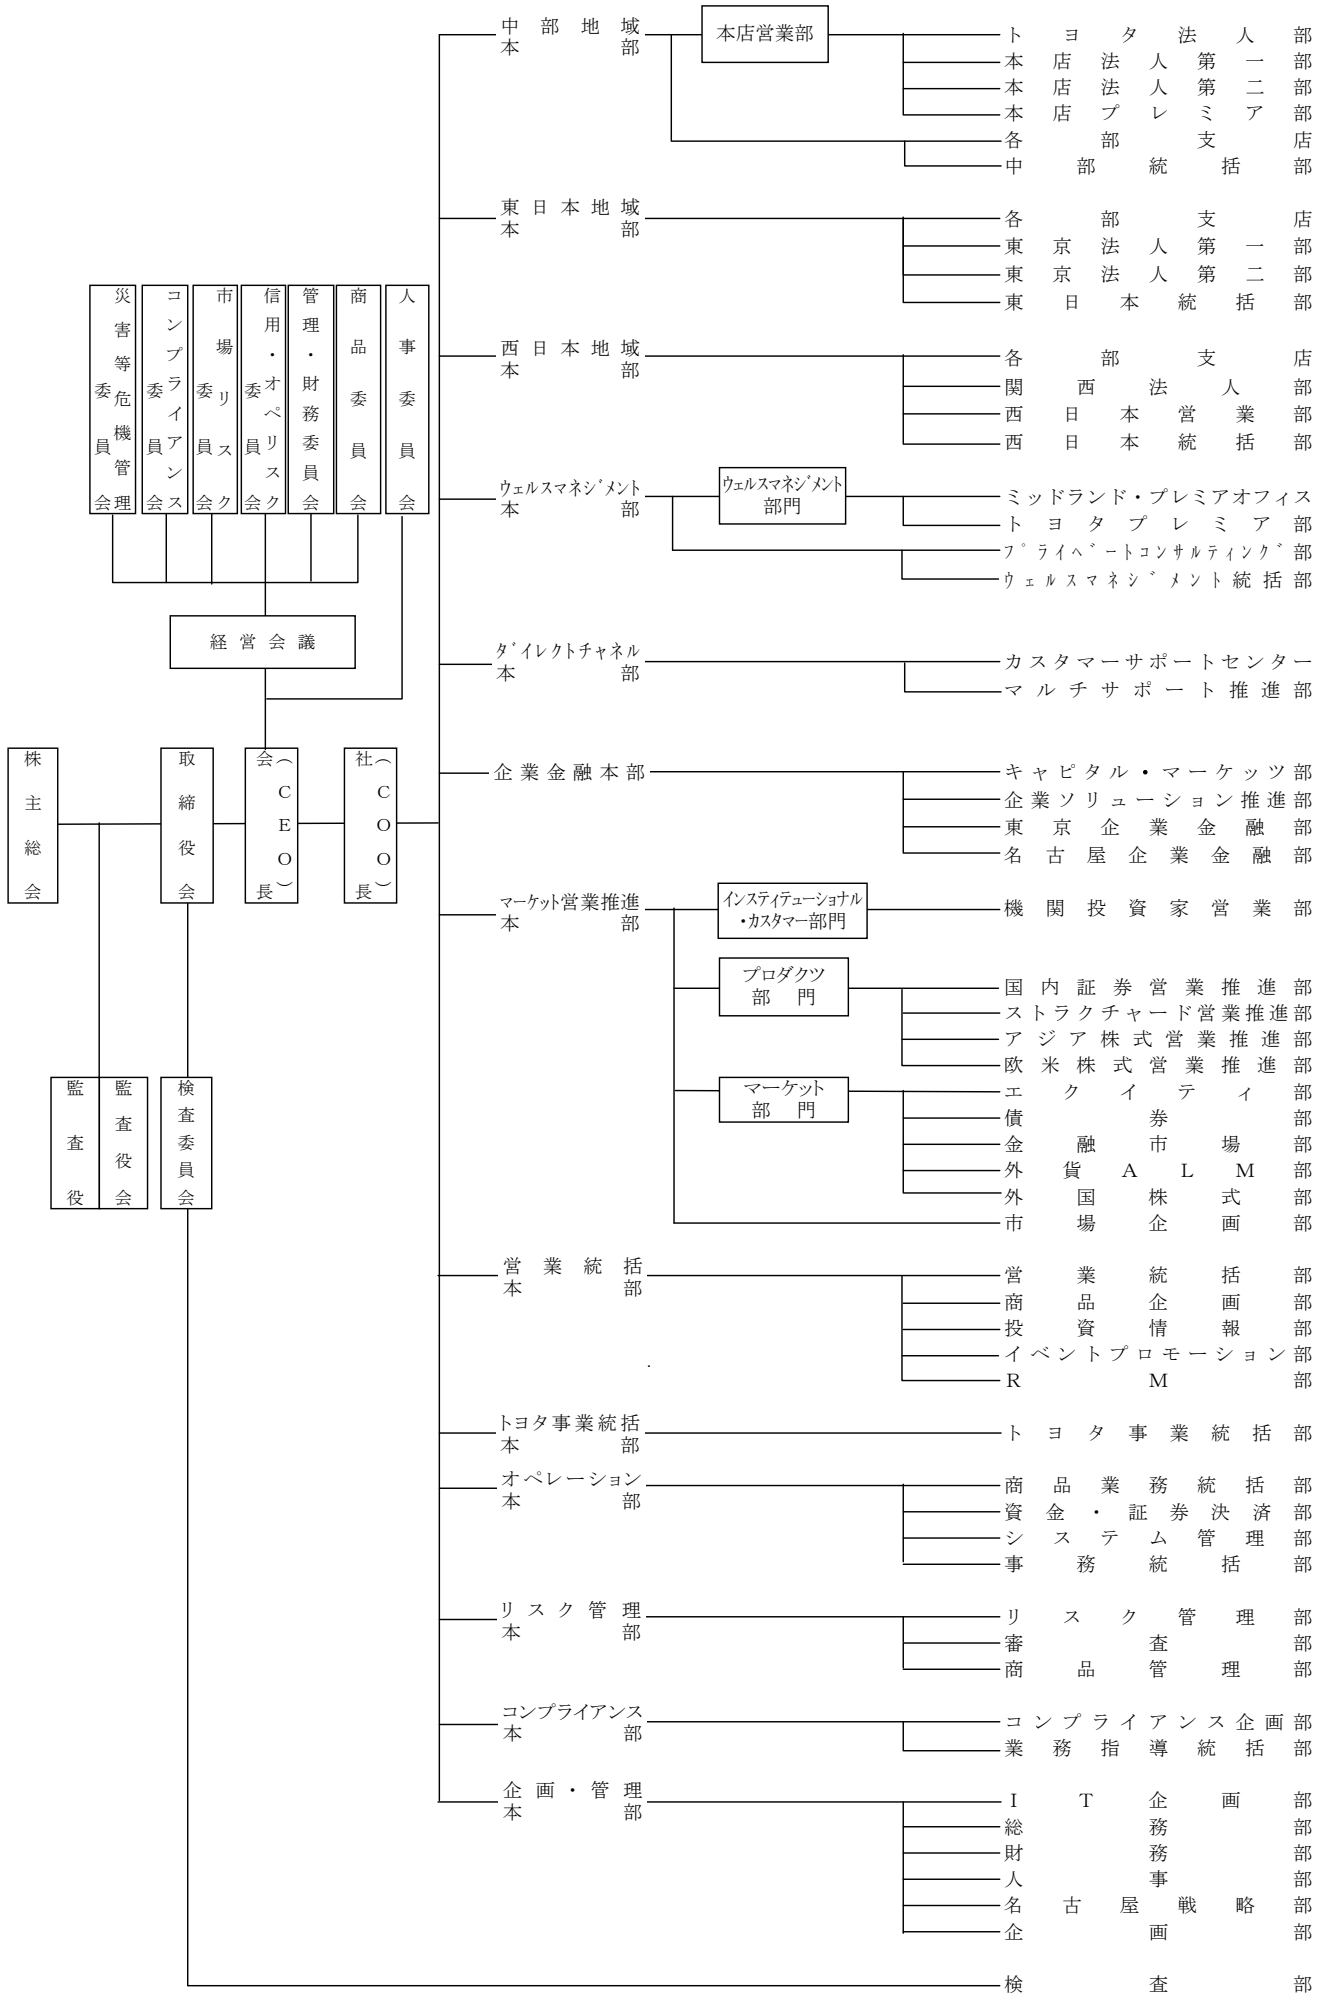 株主総会
監査役
監査役会
取締役会
検査委員会
会長（CEO）
社長（COO）
経営会議
災害等危機管理委員会
コンプライアンス委員会
市場リスク委員会
信用・オペリスク委員会
管理・財務委員会
商品委員会
人事委員会
中部地域
本部
本店営業部
トヨタ法人部
本店法人第一部
本店法人第二部
本店プレミア部
各部支店
中部統括部
東日本地域
本部
各部支店
東京法人第一部
東京法人第二部
東日本統括部
西日本地域
本部
各部支店
関西法人部
西日本営業部
西日本統括部
ウェルスマネジメント
本部
ウェルスマネジメント
部門
ミッドランド・プレミアオフィス
トヨタプレミア部
プライベートコンサルティング部
ウェルスマネジメント統括部
ダイレクトチャネル
本部
カスタマーサポートセンター
マルチサポート推進部
企業金融本部
キャピタル・マーケッツ部
企業ソリューション推進部
東京企業金融部
名古屋企業金融部
マーケット営業推進
本部
インスティテューショナル
・カスタマー部門
機関投資家営業部
プロダクツ
部門
国内証券営業推進部
ストラクチャード営業推進部
アジア株式営業推進部
欧米株式営業推進部
マーケット
部門
エクイティ部
債券部
金融市場部
外貨ALM部
外国株式部
市場企画部
営業統括
本部
営業統括部
商品企画部
投資情報部
イベントプロモーション部
RM部
トヨタ事業統括
本部
トヨタ事業統括部
オペレーション
本部
商品業務統括部
資金・証券決済部
システム管理部
事務統括部
リスク管理
本部
リスク管理部
審査部
商品管理部
コンプライアンス
本部
コンプライアンス企画部
業務指導統括部
企画・管理
本部
IT企画部
総務部
財務部
人事部
名古屋戦略部
企画部
検査部